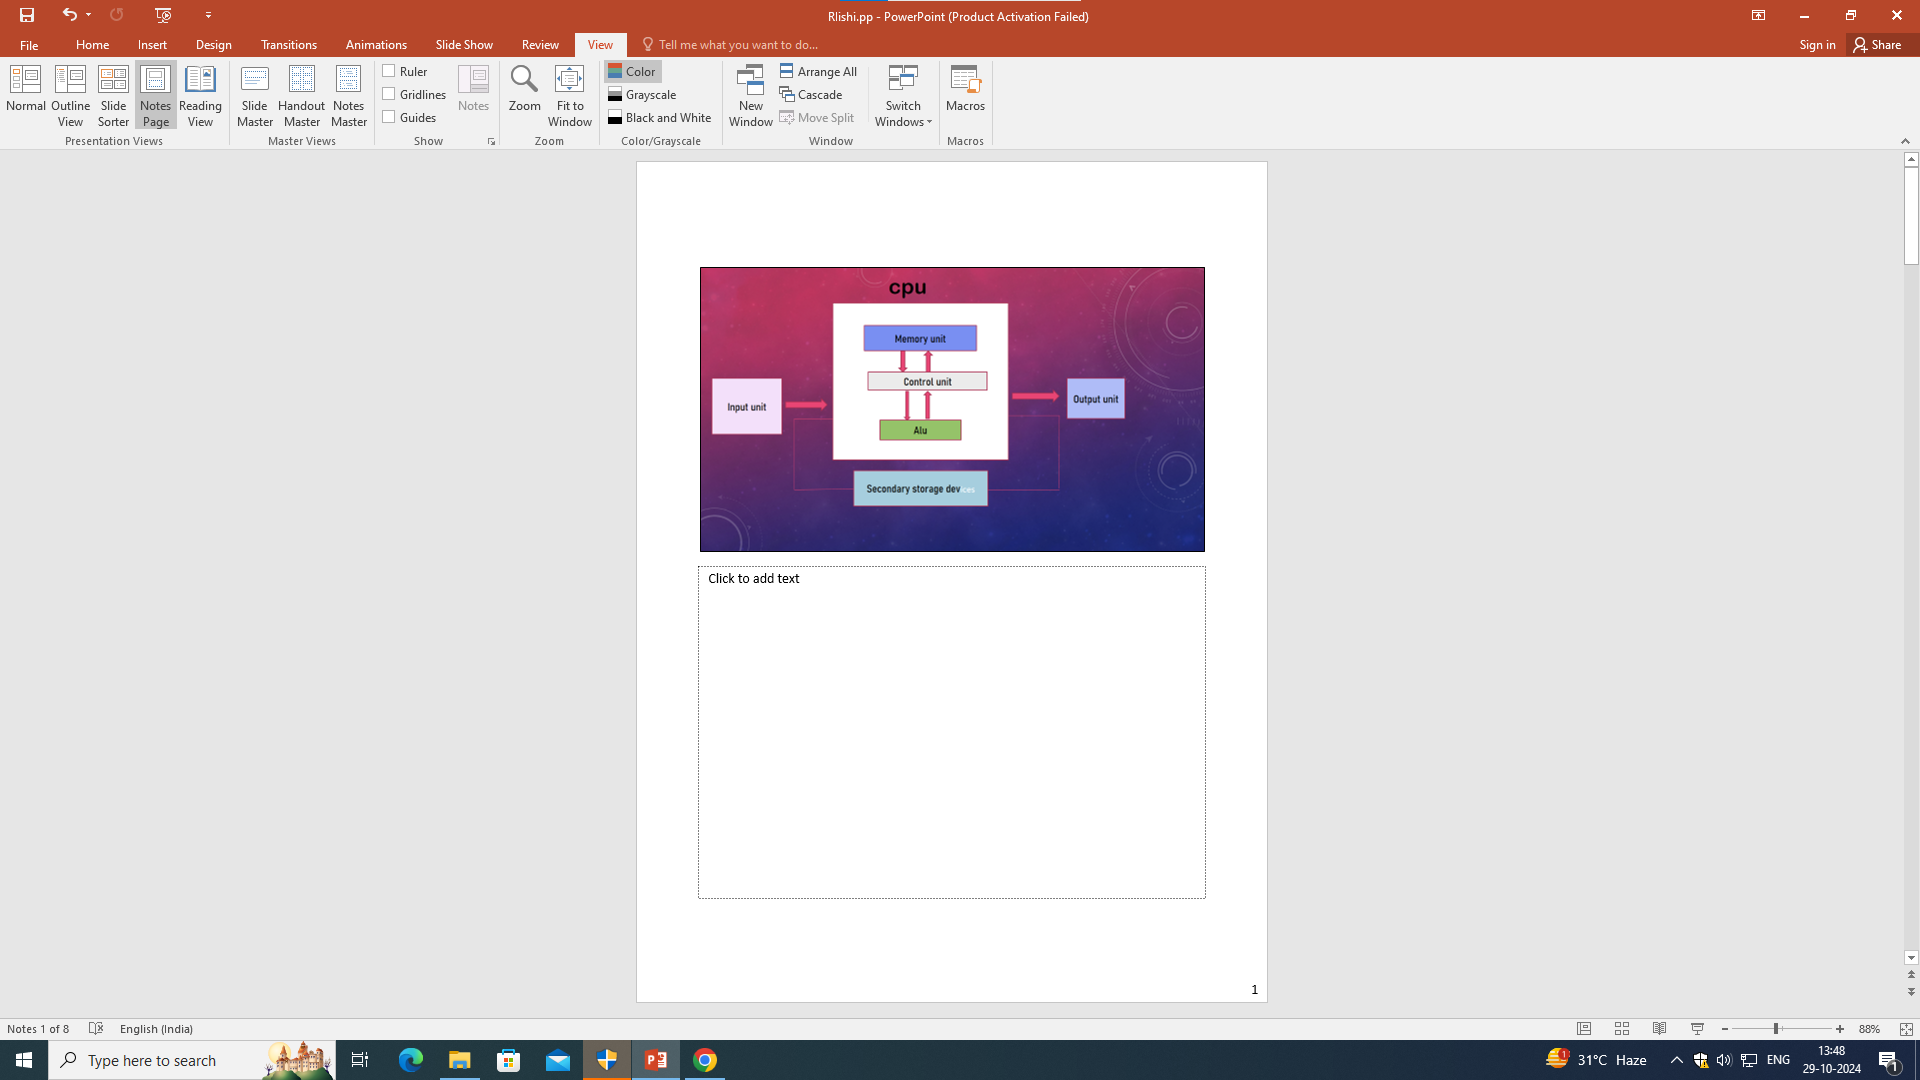 Rlishi.pp - PowerPoint (Product Activation Failed)
File Home Insert Design Transitions Animations Slide Show Review View Tell me what you want to do... Sign in Share
Normal
Outline View
Slide Sorter
Notes Page
Reading View
Presentation Views
Slide Master
Handout Master
Notes Master
Master Views
Ruler
Gridlines
Guides
Notes
Show
Zoom
Fit to Window
Zoom
Color
Grayscale
Black and White
Color/Grayscale
New Window
Arrange All
Cascade
Move Split
Switch Windows
Window
Macros
Macros
cpu
Memory unit
Control unit
Alu
Input unit
Output unit
Secondary storage devices
Click to add text
1
Notes 1 of 8 English (India)
88%
Type here to search
1
31°C Haze
ENG
13:48
29-10-2024
1